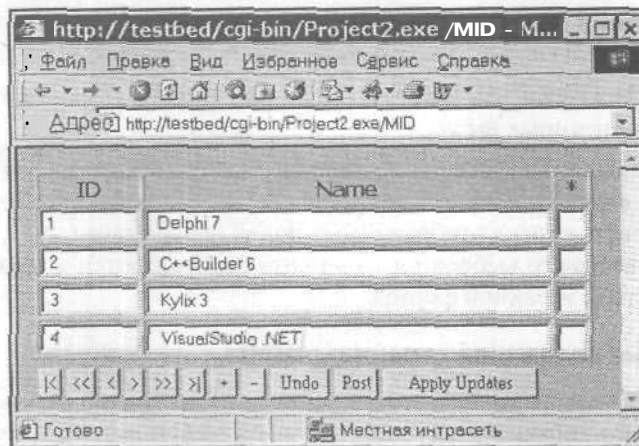 http://testbed/cgi-bin/Project2.exe /MID - M...
Файл Правка Вид Избранное Сервис Справка
Адрес http://testbed/cgi-bin/Project2.exe/MID
ID Name *
1 Delphi 7
2 C++Builder 6
3 Kylix 3
4 VisualStudio .NET
|< << < > >> >| + - Undo Post Apply Updates
Готово Местная интрасеть